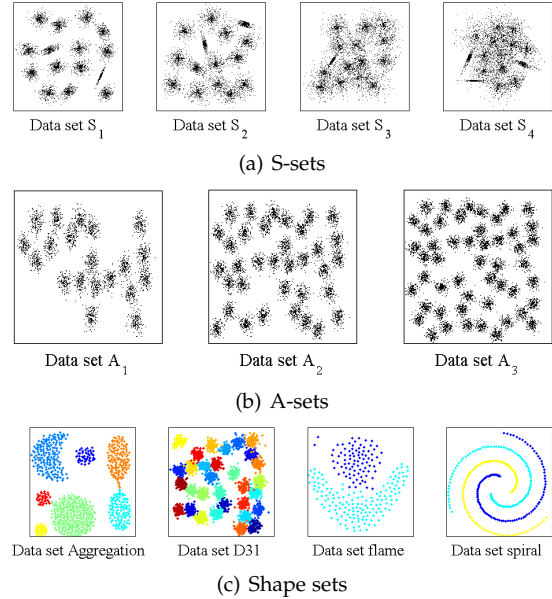 Data set S1 Data set S2 Data set S3 Data set S4
(a) S-sets
Data set A1 Data set A2 Data set A3
(b) A-sets
Data set Aggregation Data set D31 Data set flame Data set spiral
(c) Shape sets